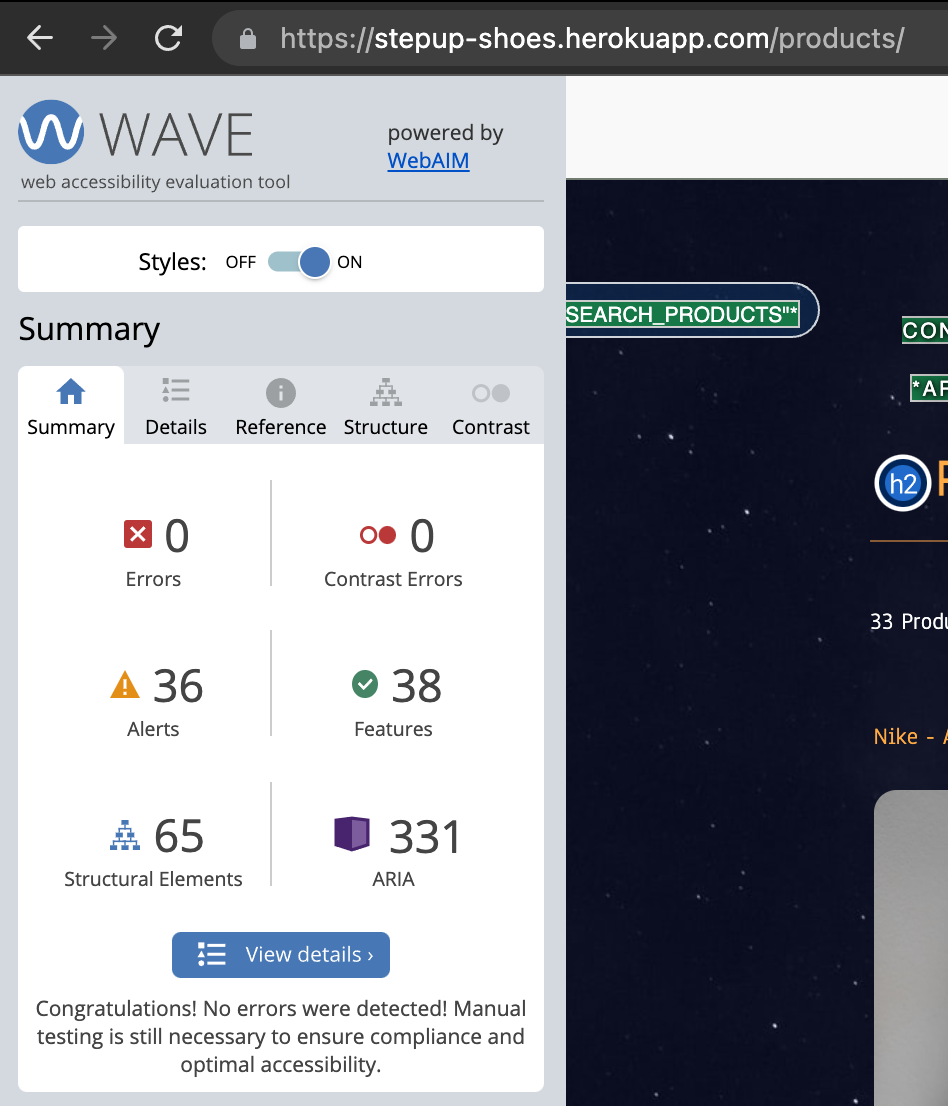 https://stepup-shoes.herokuapp.com/products/
WAVE
powered by
WebAIM
web accessibility evaluation tool
Styles: OFF ON
Summary
Summary Details Reference Structure Contrast
0 0
Errors Contrast Errors
36 38
Alerts Features
65 331
Structural Elements ARIA
View details ›
Congratulations! No errors were detected! Manual
testing is still necessary to ensure compliance and
optimal accessibility.
SEARCH_PRODUCTS"*
CON
*AF
h2
33 Produ
Nike -